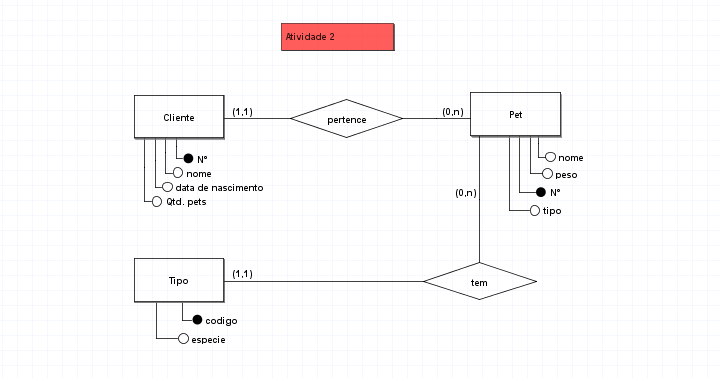 Atividade 2
Cliente
(1,1)
pertence
(0,n)
Pet
N°
nome
data de nascimento
Qtd. pets
nome
peso
N°
tipo
(0,n)
Tipo
(1,1)
tem
codigo
especie